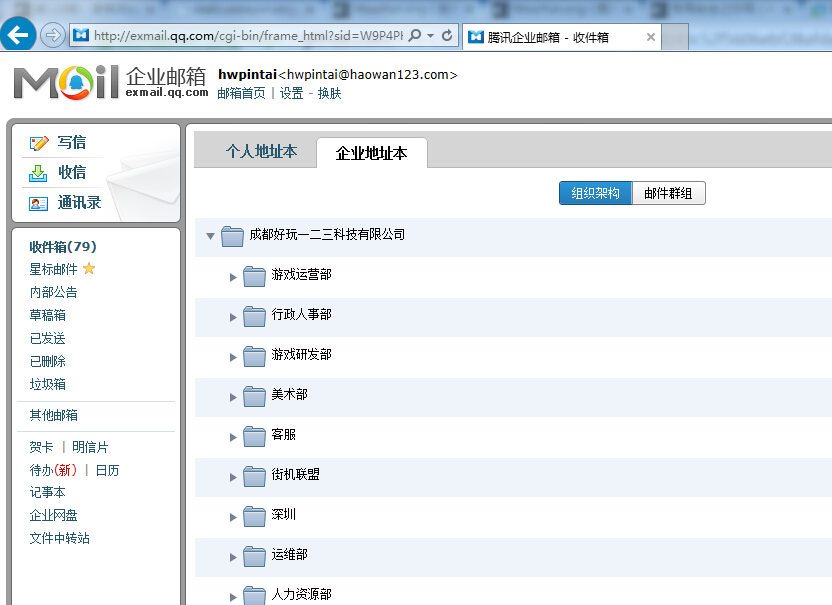 http://exmail.qq.com/cgi-bin/frame_html?sid=W9P4P
腾讯企业邮箱 - 收件箱
Mail 企业邮箱
exmail.qq.com
hwpintai<hwpintai@haowan123.com>
邮箱首页 | 设置 - 换肤
写信
收信
通讯录
收件箱(79)
星标邮件
内部公告
草稿箱
已发送
已删除
垃圾箱
其他邮箱
贺卡 | 明信片
待办(新) | 日历
记事本
企业网盘
文件中转站
个人地址本 企业地址本
组织架构 邮件群组
成都好玩一二三科技有限公司
游戏运营部
行政人事部
游戏研发部
美术部
客服
街机联盟
深圳
运维部
人力资源部